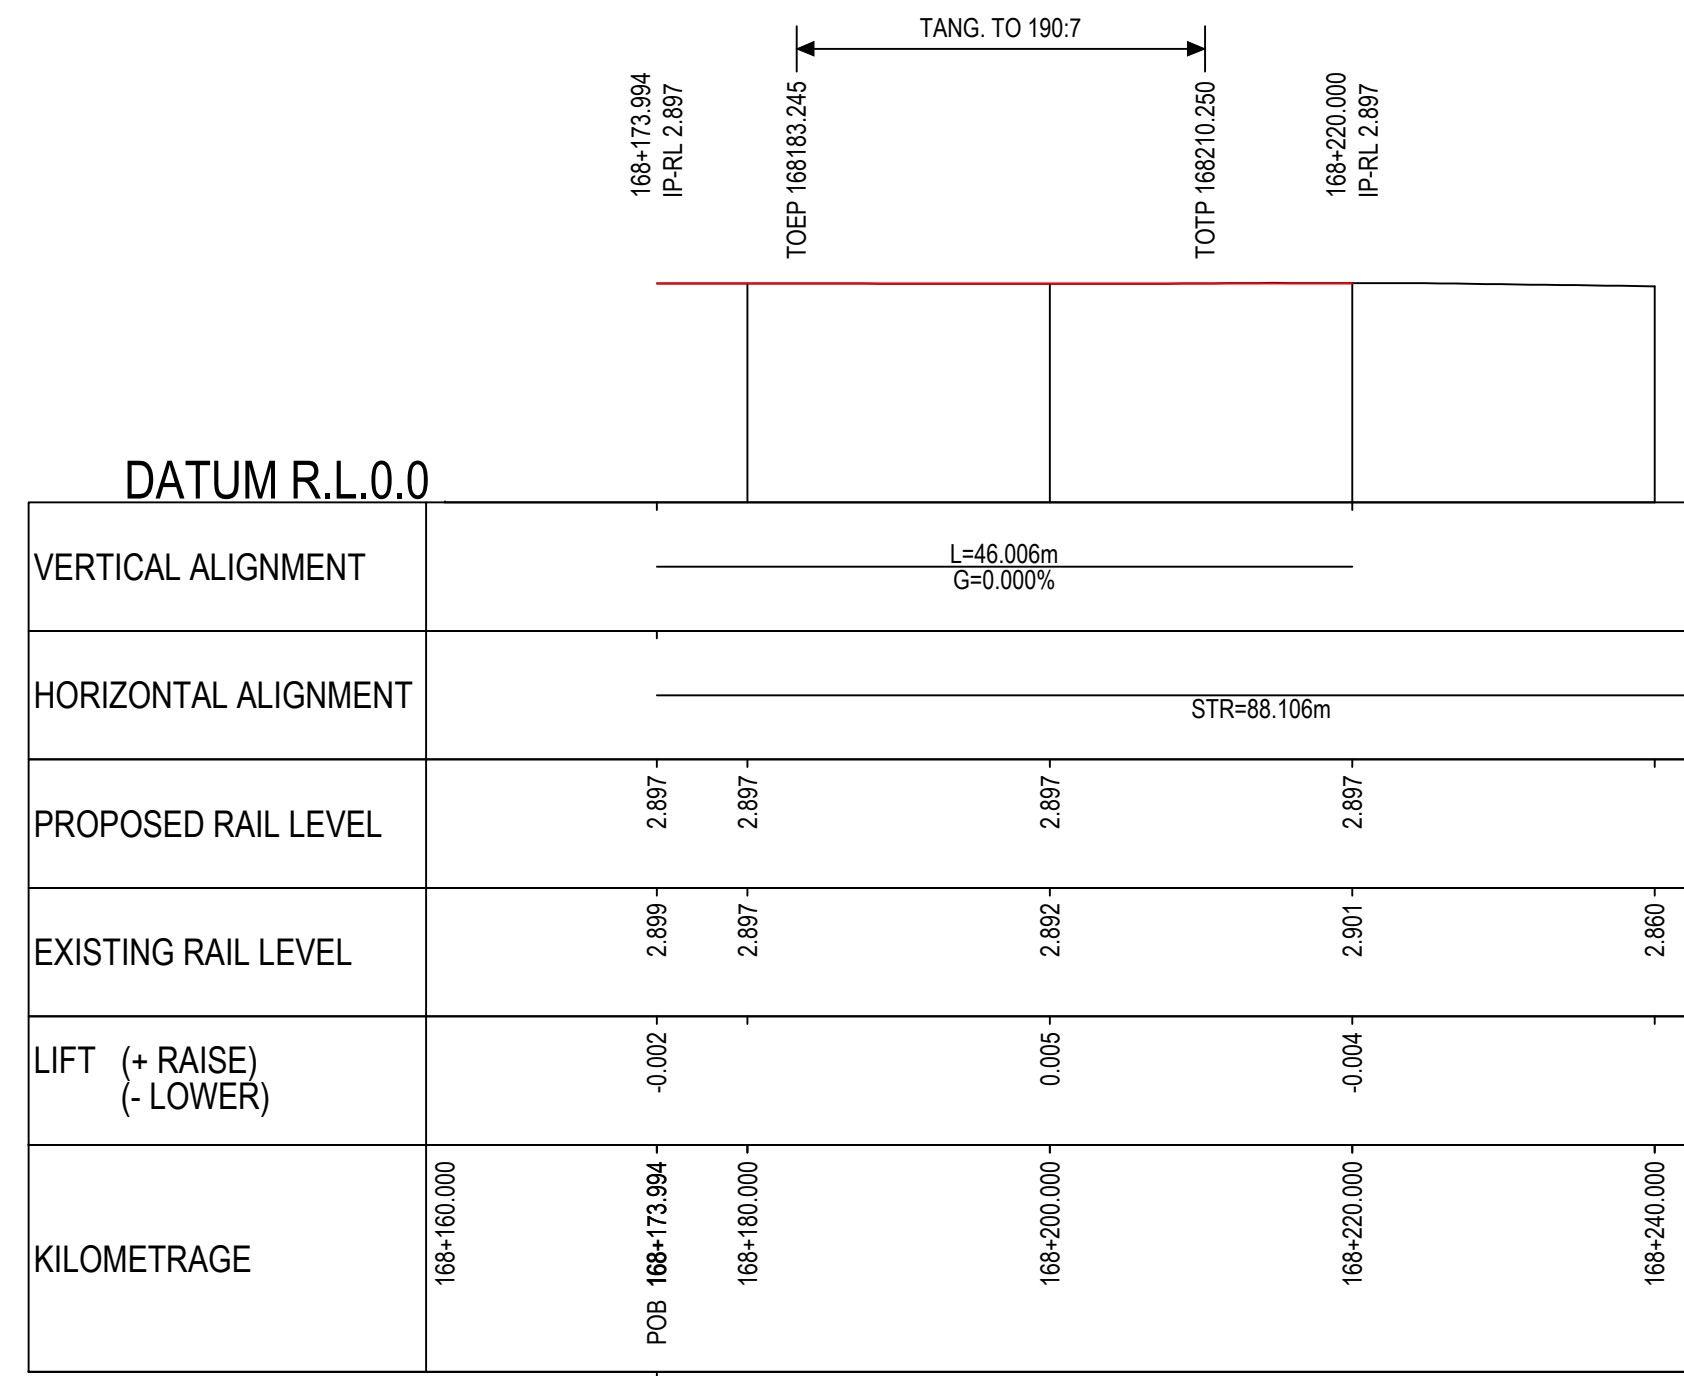 TANG. TO 190:7
168+173.994
IP-RL 2.897
TOEP 168183.245
TOTP 168210.250
168+220.000
IP-RL 2.897
DATUM R.L.0.0
VERTICAL ALIGNMENT
L=46.006m
G=0.000%
HORIZONTAL ALIGNMENT
STR=88.106m
PROPOSED RAIL LEVEL
2.897
2.897
2.897
2.897
EXISTING RAIL LEVEL
2.899
2.897
2.892
2.901
2.860
LIFT (+ RAISE)
(- LOWER)
-0.002
0.005
-0.004
KILOMETRAGE
168+160.000
POB 168+173.994
168+180.000
168+200.000
168+220.000
168+240.000